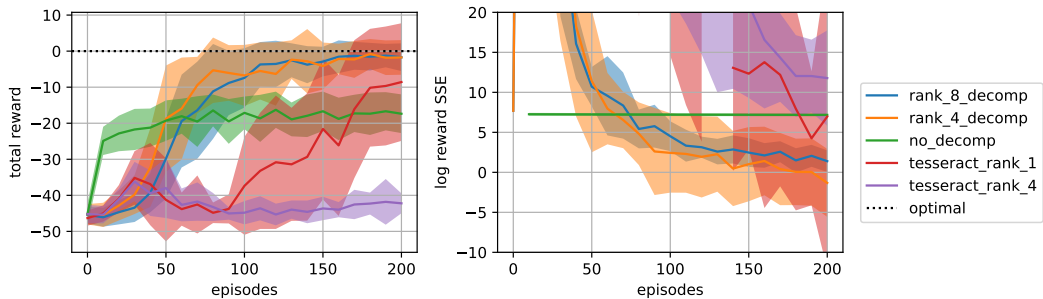 10
0
−10
−20
−30
−40
−50
total reward
0
50
100
150
200
episodes
20
15
10
5
0
−5
−10
log reward SSE
0
50
100
150
200
episodes
rank_8_decomp
rank_4_decomp
no_decomp
tesseract_rank_1
tesseract_rank_4
optimal